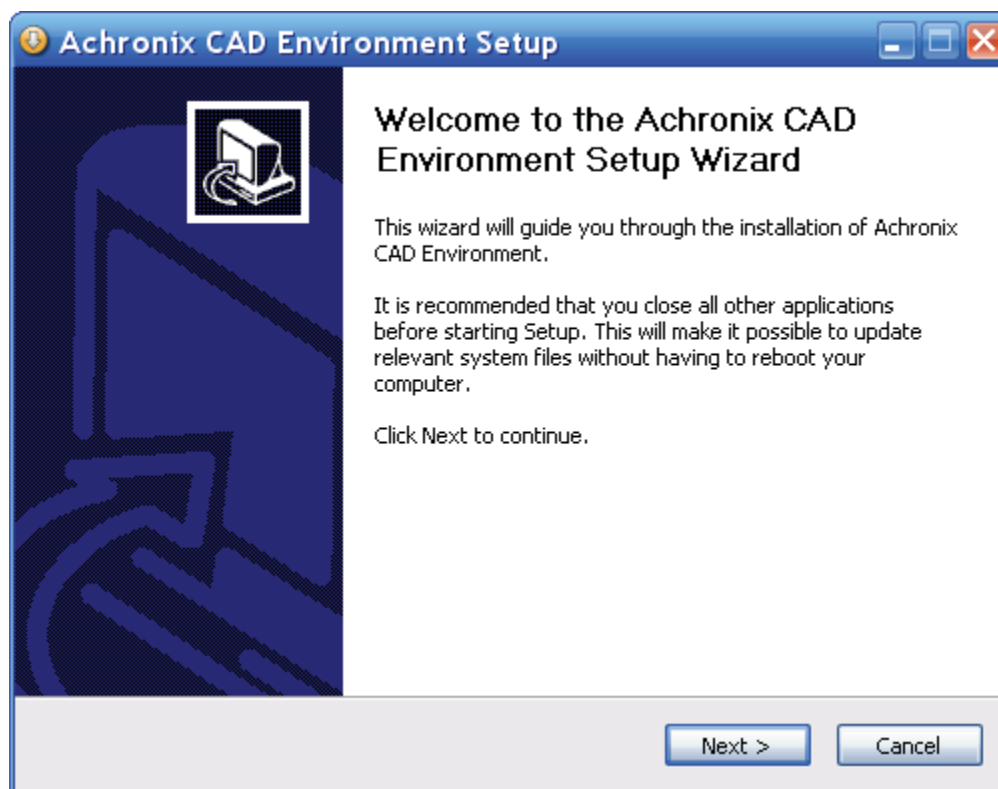 Achronix CAD Environment Setup
Welcome to the Achronix CAD
Environment Setup Wizard
This wizard will guide you through the installation of Achronix
CAD Environment.
It is recommended that you close all other applications
before starting Setup. This will make it possible to update
relevant system files without having to reboot your
computer.
Click Next to continue.
Next >
Cancel